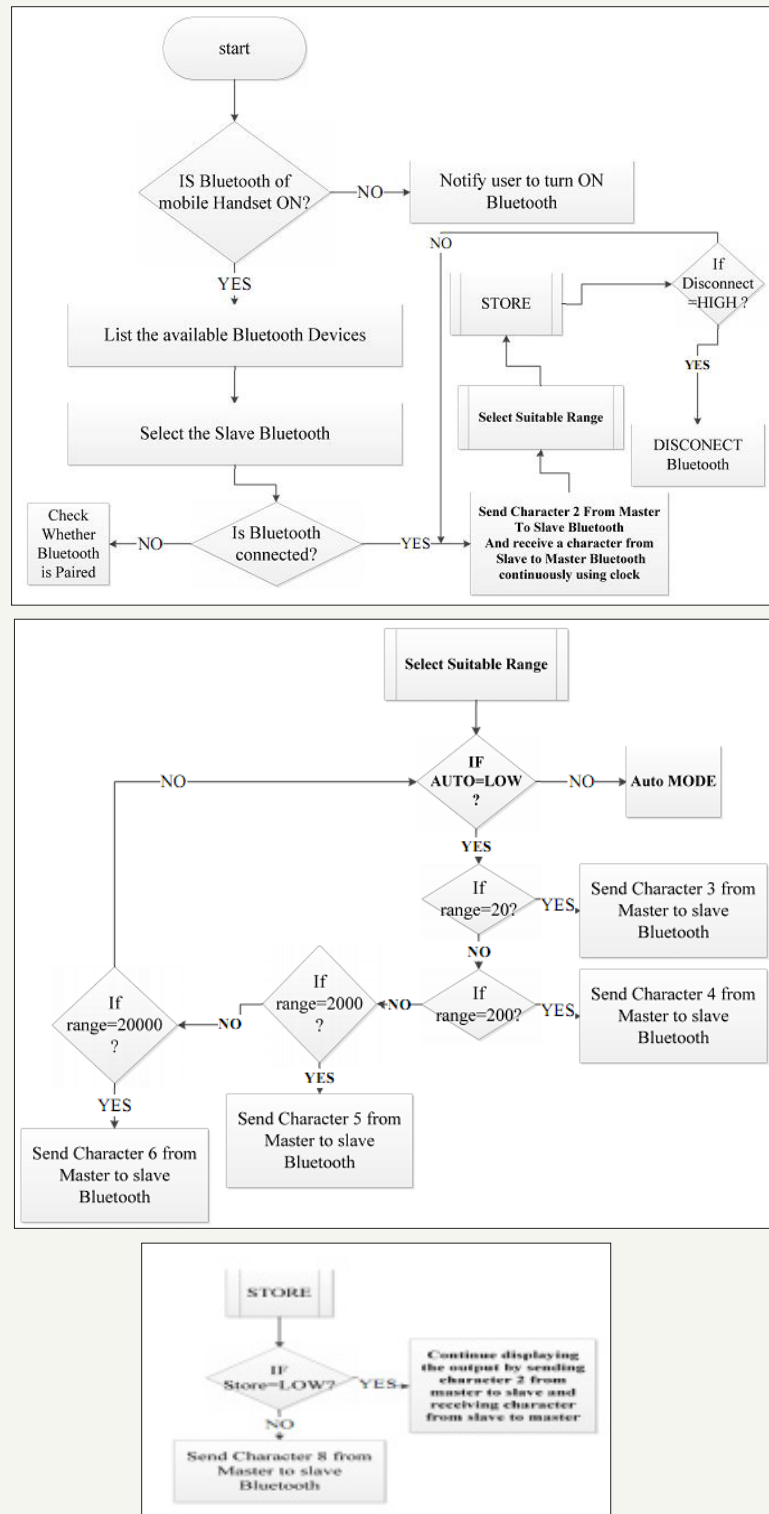 start
IS Bluetooth of
mobile Handset ON?
NO
Notify user to turn ON
Bluetooth
YES
List the available Bluetooth Devices
Select the Slave Bluetooth
Is Bluetooth
connected?
NO
Check
Whether
Bluetooth
is Paired
YES
Send Character 2 From Master
To Slave Bluetooth
And receive a character from
Slave to Master Bluetooth
continuously using clock
Select Suitable Range
STORE
If
Disconnect
=HIGH ?
NO
YES
DISCONECT
Bluetooth
Select Suitable Range
IF
AUTO=LOW
?
NO
Auto MODE
YES
If
range=20?
YES
Send Character 3 from
Master to slave
Bluetooth
NO
If
range=200?
YES
Send Character 4 from
Master to slave
Bluetooth
NO
If
range=2000
?
YES
Send Character 5 from
Master to slave
Bluetooth
NO
If
range=20000
?
NO
YES
Send Character 6 from
Master to slave
Bluetooth
STORE
IF
Store=LOW?
YES
Continue displaying
the output by sending
character 2 from
master to slave and
receiving character
from slave to master
NO
Send Character 8 from
Master to slave
Bluetooth